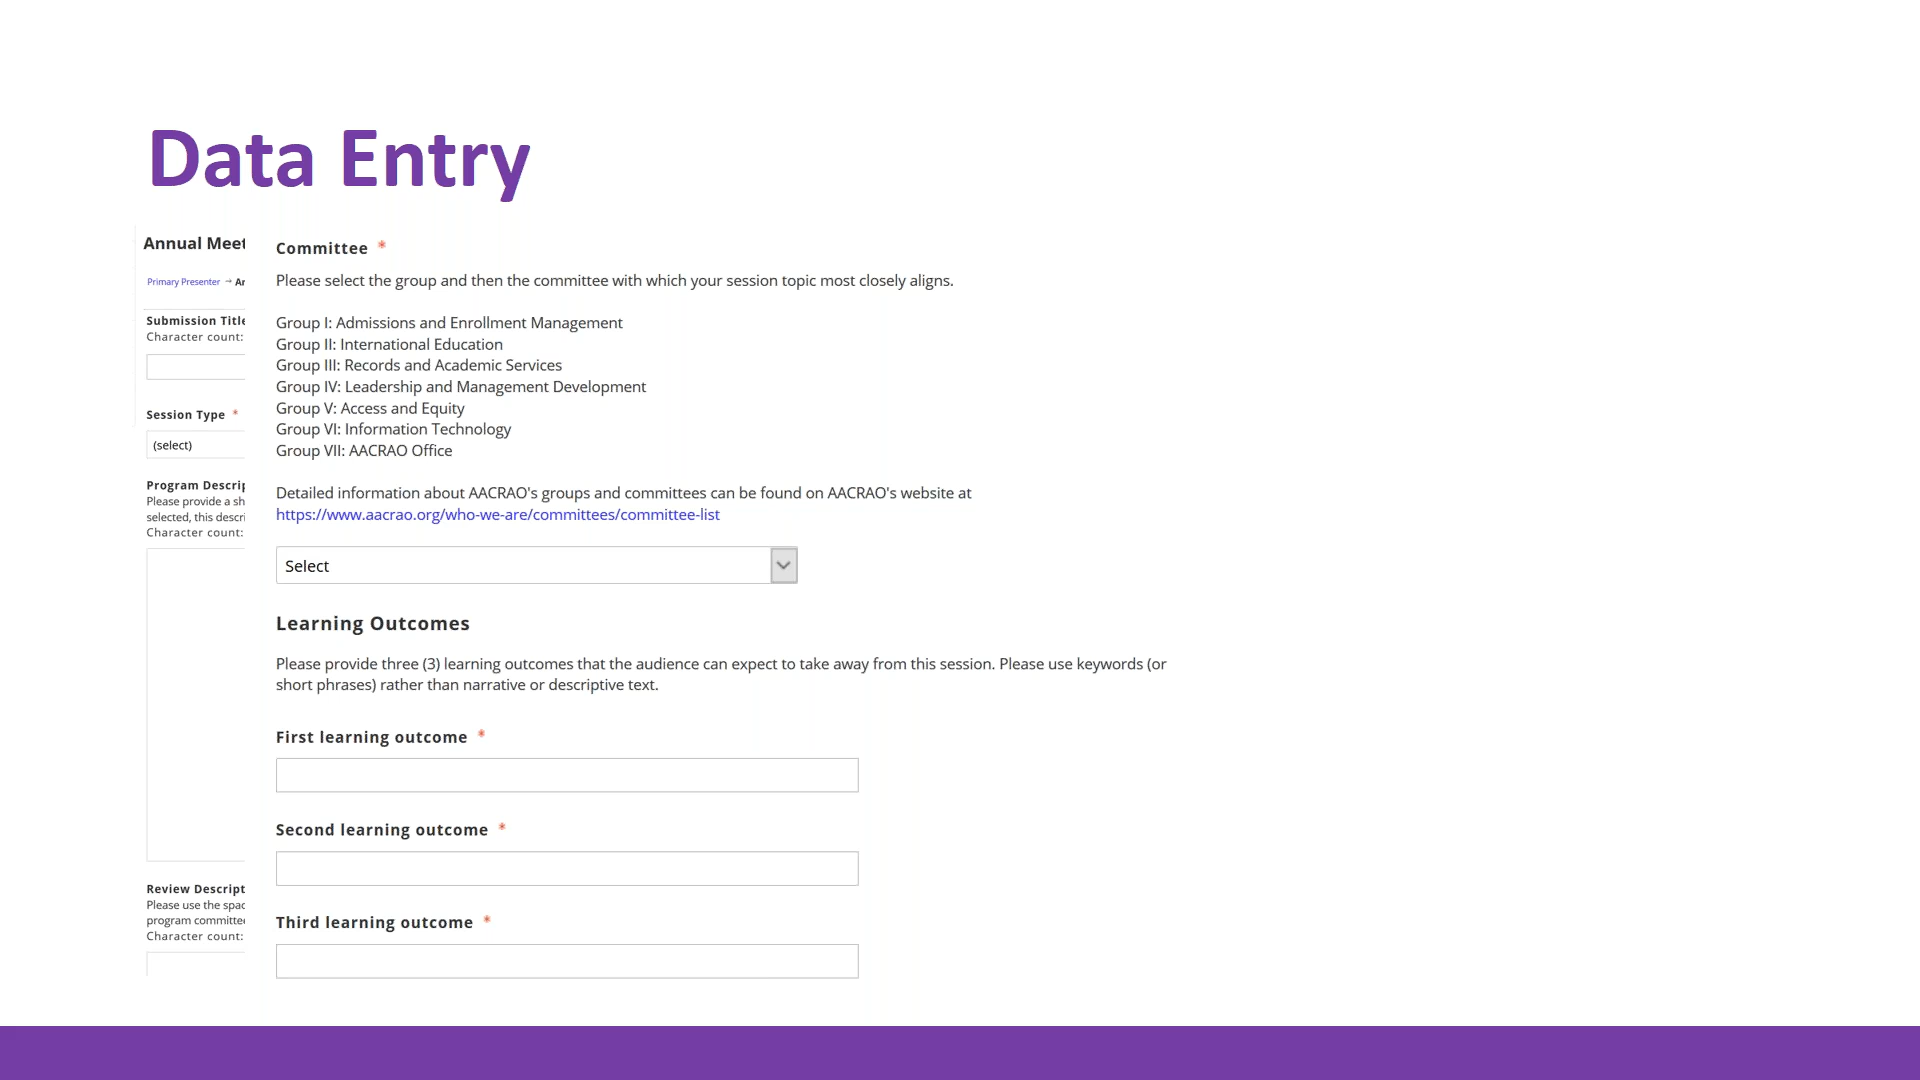 Data Entry
Annual Meet
Primary Presenter → Ar
Submission Title
Character count:
Session Type *
(select)
Program Descrip
Please provide a sh
selected, this descri
Character count:
Review Descript
Please use the spac
program committee
Character count:
Committee *
Please select the group and then the committee with which your session topic most closely aligns.
Group I: Admissions and Enrollment Management
Group II: International Education
Group III: Records and Academic Services
Group IV: Leadership and Management Development
Group V: Access and Equity
Group VI: Information Technology
Group VII: AACRAO Office
Detailed information about AACRAO's groups and committees can be found on AACRAO's website at
https://www.aacrao.org/who-we-are/committees/committee-list
Select
Learning Outcomes
Please provide three (3) learning outcomes that the audience can expect to take away from this session. Please use keywords (or
short phrases) rather than narrative or descriptive text.
First learning outcome *
Second learning outcome *
Third learning outcome *